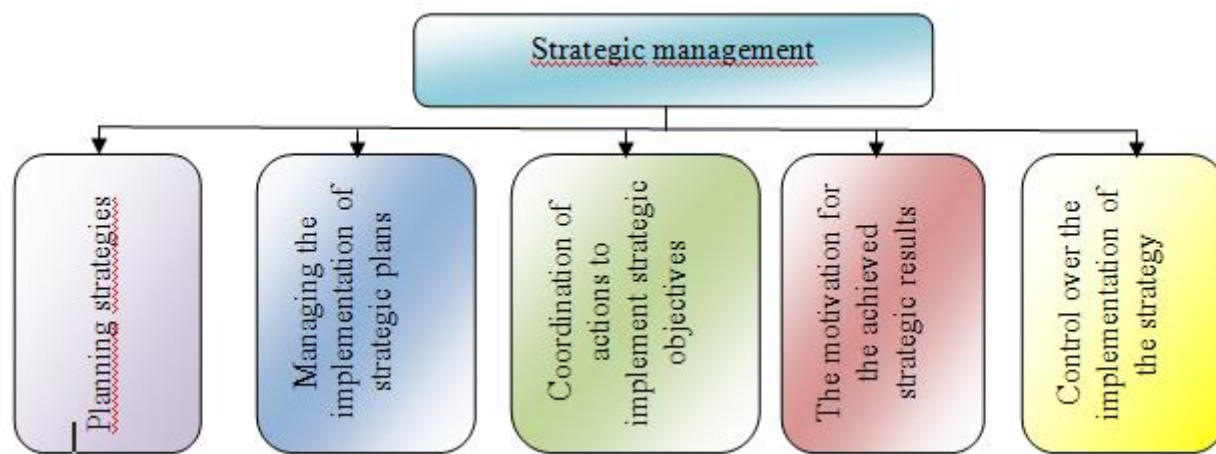 Strategic management
Planning strategies
Managing the
implementation of
strategic plans
Coordination of
actions to
implement strategic
objectives
The motivation for
the achieved
strategic results
Control over the
implementation of
the strategy